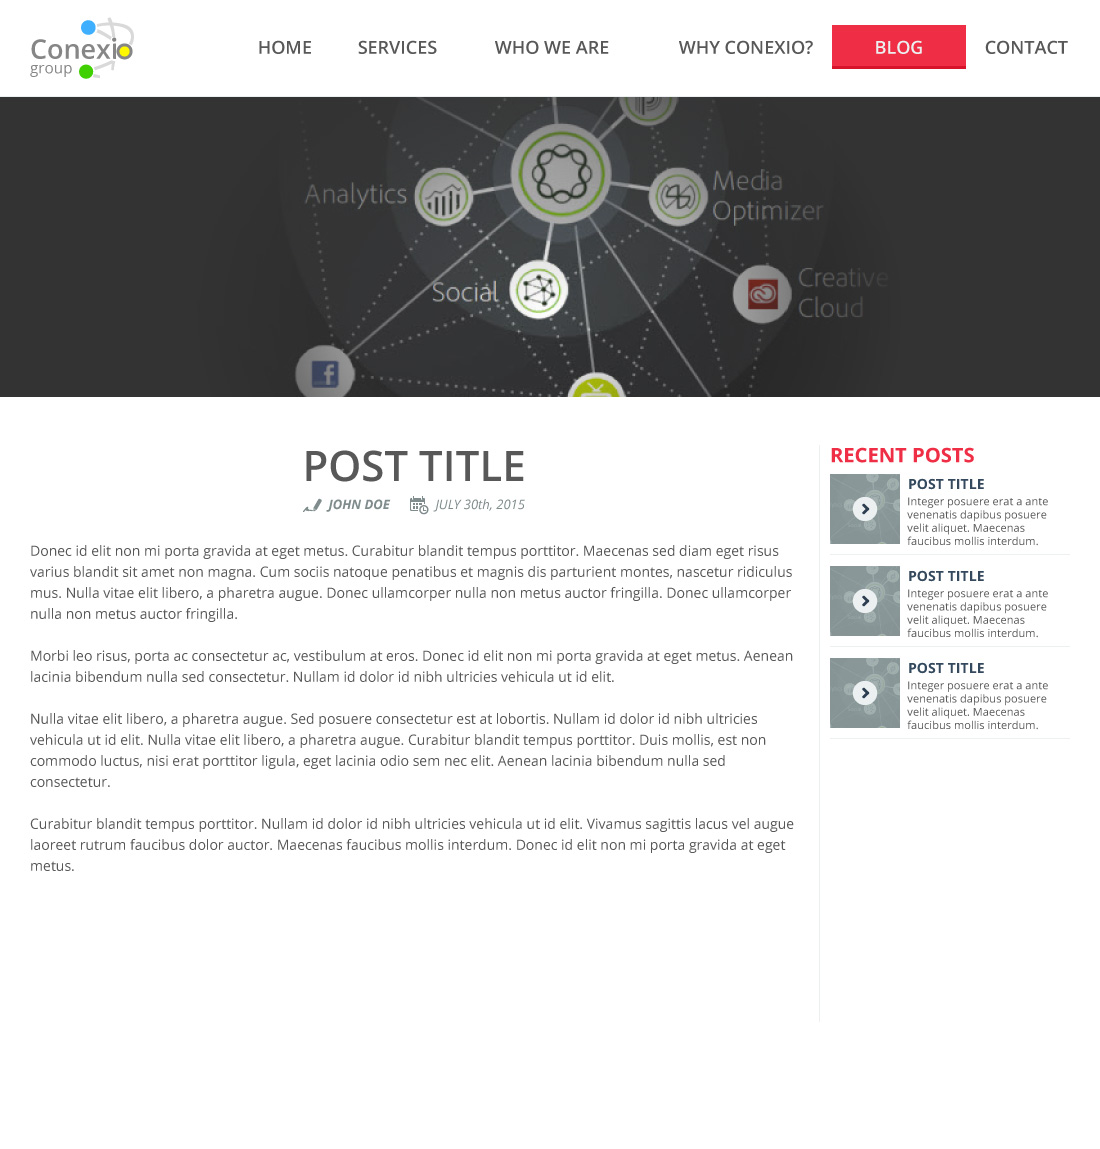 Conexio
group
HOME
SERVICES
WHO WE ARE
WHY CONEXIO?
BLOG
CONTACT
Analytics
Media
Optimizer
Social
Creative
Cloud
POST TITLE
JOHN DOE
JULY 30th, 2015
Donec id elit non mi porta gravida at eget metus. Curabitur blandit tempus porttitor. Maecenas sed diam eget risus
varius blandit sit amet non magna. Cum sociis natoque penatibus et magnis dis parturient montes, nascetur ridiculus
mus. Nulla vitae elit libero, a pharetra augue. Donec ullamcorper nulla non metus auctor fringilla. Donec ullamcorper
nulla non metus auctor fringilla.
Morbi leo risus, porta ac consectetur ac, vestibulum at eros. Donec id elit non mi porta gravida at eget metus. Aenean
lacinia bibendum nulla sed consectetur. Nullam id dolor id nibh ultricies vehicula ut id elit.
Nulla vitae elit libero, a pharetra augue. Sed posuere consectetur est at lobortis. Nullam id dolor id nibh ultricies
vehicula ut id elit. Nulla vitae elit libero, a pharetra augue. Curabitur blandit tempus porttitor. Duis mollis, est non
commodo luctus, nisi erat porttitor ligula, eget lacinia odio sem nec elit. Aenean lacinia bibendum nulla sed
consectetur.
Curabitur blandit tempus porttitor. Nullam id dolor id nibh ultricies vehicula ut id elit. Vivamus sagittis lacus vel augue
laoreet rutrum faucibus dolor auctor. Maecenas faucibus mollis interdum. Donec id elit non mi porta gravida at eget
metus.
RECENT POSTS
POST TITLE
Integer posuere erat a ante
venenatis dapibus posuere
velit aliquet. Maecenas
faucibus mollis interdum.
POST TITLE
Integer posuere erat a ante
venenatis dapibus posuere
velit aliquet. Maecenas
faucibus mollis interdum.
POST TITLE
Integer posuere erat a ante
venenatis dapibus posuere
velit aliquet. Maecenas
faucibus mollis interdum.